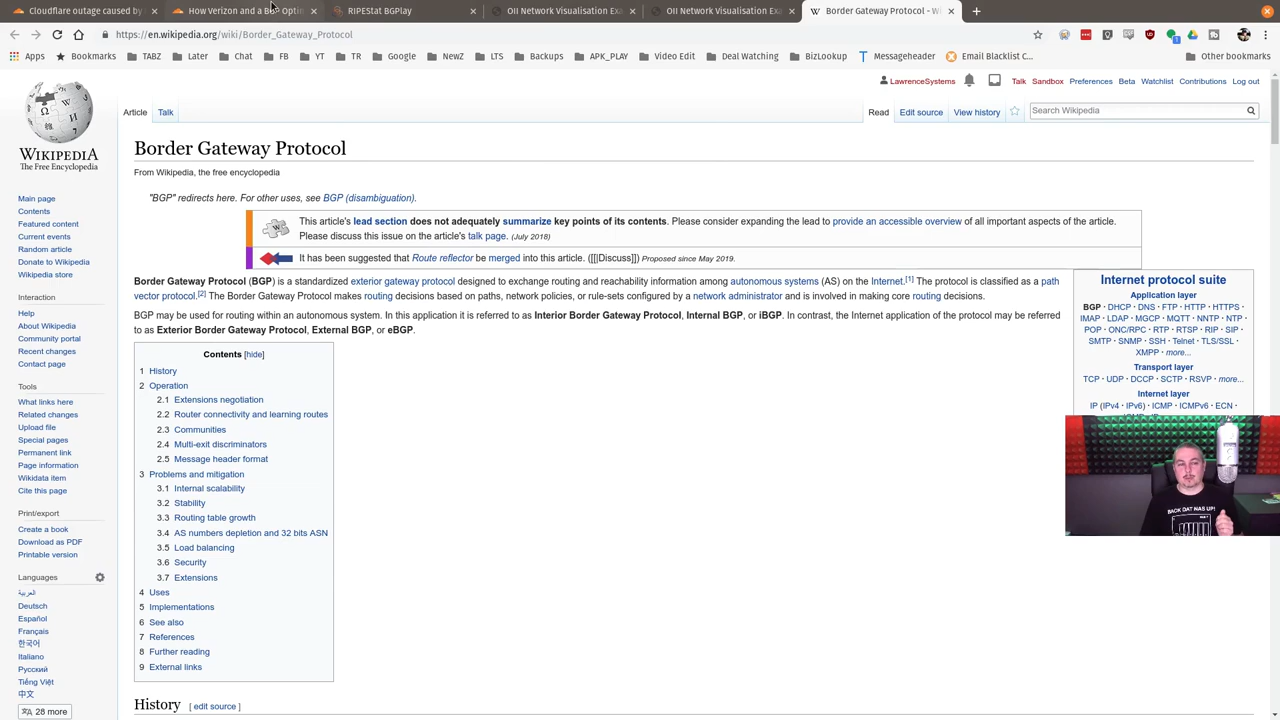 Cloudflare outage caused by
How Verizon and a BGP Optim
RIPEStat BGPlay
OII Network Visualisation Exa
OII Network Visualisation Exa
Border Gateway Protocol - Wi
https://en.wikipedia.org/wiki/Border_Gateway_Protocol
Apps Bookmarks TABZ Later Chat FB YT TR Google NewZ LTS Backups APK_PLAY Video Edit Deal Watching BizLookup Messageheader Email Blacklist C... Other bookmarks
LawrenceSystems Talk Sandbox Preferences Beta Watchlist Contributions Log out
Article Talk Read Edit source View history Search Wikipedia
WIKIPEDIA
The Free Encyclopedia
Main page
Contents
Featured content
Current events
Random article
Donate to Wikipedia
Wikipedia store
Interaction
Help
About Wikipedia
Community portal
Recent changes
Contact page
Tools
What links here
Related changes
Upload file
Special pages
Permanent link
Page information
Wikidata item
Cite this page
Print/export
Create a book
Download as PDF
Printable version
Languages
العربية
Deutsch
Español
Français
한국어
Italiano
Русский
Tiếng Việt
中文
28 more
Border Gateway Protocol
From Wikipedia, the free encyclopedia
"BGP" redirects here. For other uses, see BGP (disambiguation).
This article's lead section does not adequately summarize key points of its contents. Please consider expanding the lead to provide an accessible overview of all important aspects of the article.
Please discuss this issue on the article's talk page. (July 2018)
It has been suggested that Route reflector be merged into this article. ([[|Discuss]]) Proposed since May 2019.
Border Gateway Protocol (BGP) is a standardized exterior gateway protocol designed to exchange routing and reachability information among autonomous systems (AS) on the Internet.[1] The protocol is classified as a path
vector protocol.[2] The Border Gateway Protocol makes routing decisions based on paths, network policies, or rule-sets configured by a network administrator and is involved in making core routing decisions.
BGP may be used for routing within an autonomous system. In this application it is referred to as Interior Border Gateway Protocol, Internal BGP, or iBGP. In contrast, the Internet application of the protocol may be referred
to as Exterior Border Gateway Protocol, External BGP, or eBGP.
Contents [hide]
1 History
2 Operation
2.1 Extensions negotiation
2.2 Router connectivity and learning routes
2.3 Communities
2.4 Multi-exit discriminators
2.5 Message header format
3 Problems and mitigation
3.1 Internal scalability
3.2 Stability
3.3 Routing table growth
3.4 AS numbers depletion and 32 bits ASN
3.5 Load balancing
3.6 Security
3.7 Extensions
4 Uses
5 Implementations
6 See also
7 References
8 Further reading
9 External links
History [ edit source ]
Internet protocol suite
Application layer
BGP · DHCP · DNS · FTP · HTTP · HTTPS ·
IMAP · LDAP · MGCP · MQTT · NNTP · NTP ·
POP · ONC/RPC · RTP · RTSP · RIP · SIP ·
SMTP · SNMP · SSH · Telnet · TLS/SSL ·
XMPP · more...
Transport layer
TCP · UDP · DCCP · SCTP · RSVP · more...
Internet layer
IP (IPv4 · IPv6) · ICMP · ICMPv6 · ECN ·
BACK DAT NAS UP!